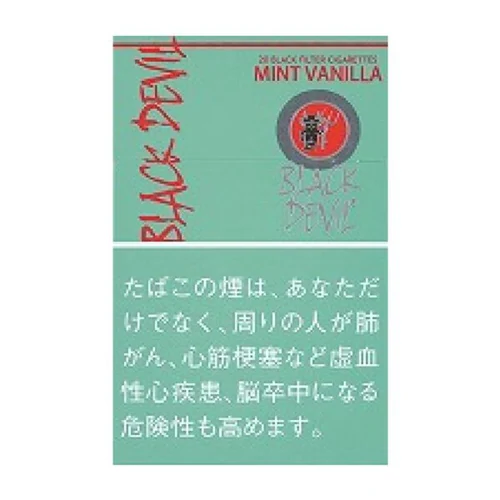 20 BLACK FILTER CIGARETTES
MINT VANILLA
BLACK DEVIL
BLACK
DEVIL
たばこの煙は、あなただ
けでなく、周りの人が肺
がん、心筋梗塞など虚血
性心疾患、脳卒中になる
危険性も高めます。